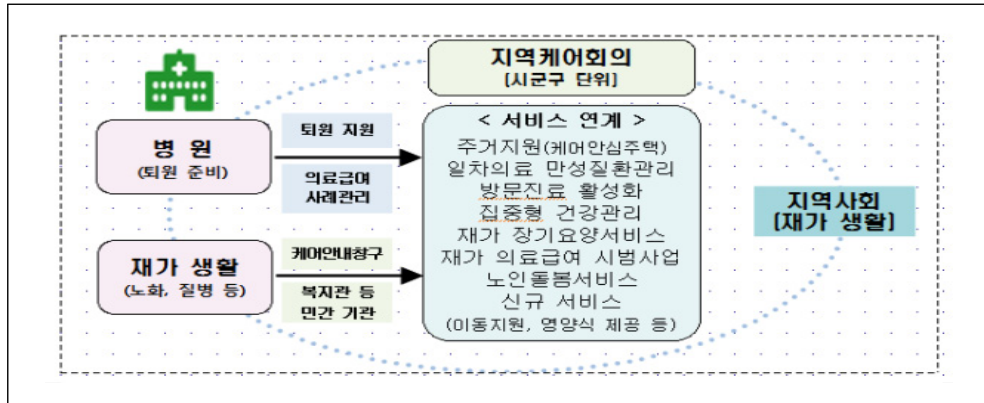 지역케어회의
[시군구 단위]
병 원
(퇴원 준비)
퇴원 지원
의료급여
사례관리
재가 생활
(노화, 질병 등)
케어안내창구
복지관 등
민간 기관
< 서비스 연계 >
주거지원(케어안심주택)
일차의료 만성질환관리
방문진료 활성화
집중형 건강관리
재가 장기요양서비스
재가 의료급여 시범사업
노인돌봄서비스
신규 서비스
(이동지원, 영양식 제공 등)
지역사회
[재가 생활]